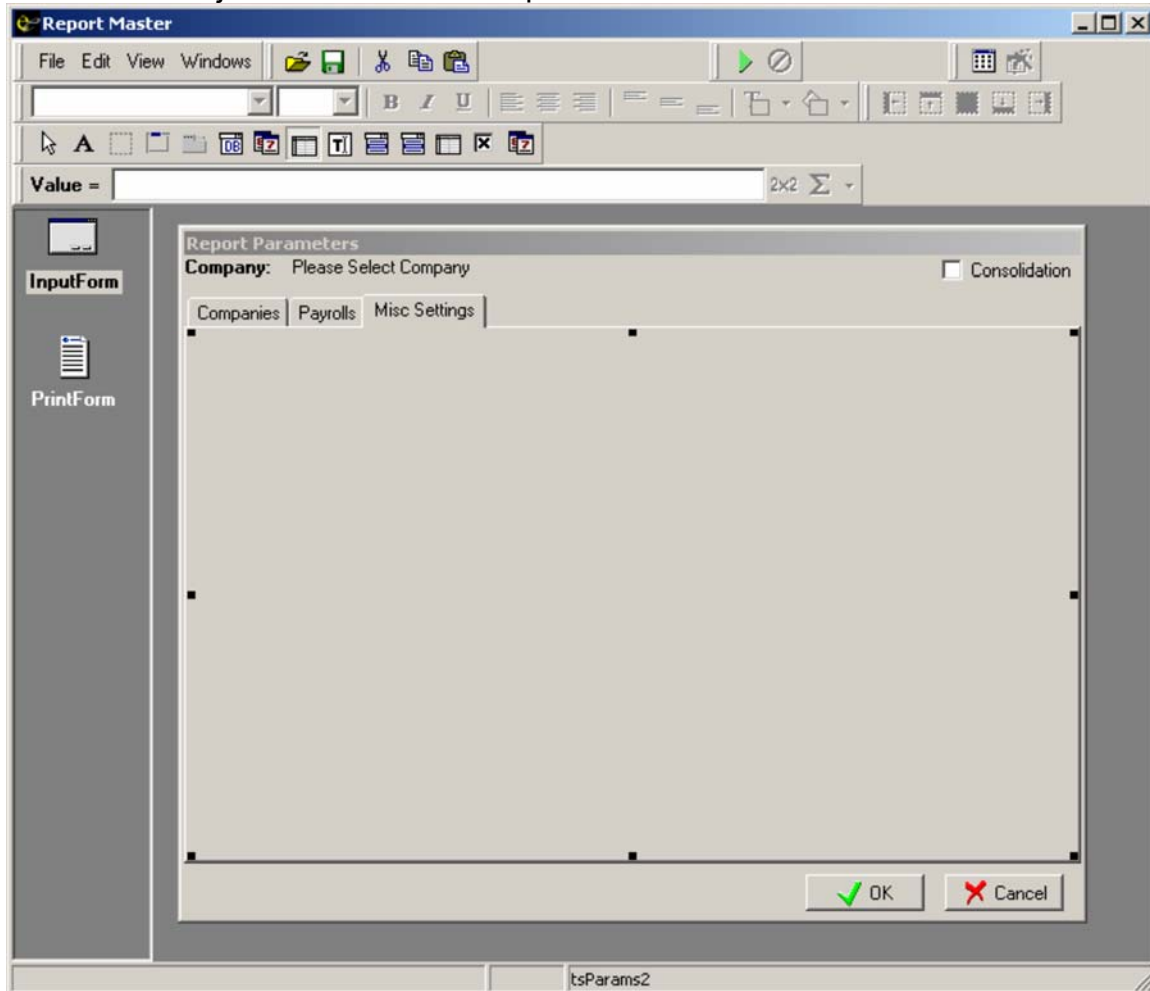 Report Master
File Edit View Windows
B I U
A DB
Value = 2x2 Σ
InputForm
PrintForm
Report Parameters
Company: Please Select Company
Consolidation
Companies Payrolls Misc Settings
OK Cancel
tsParams2